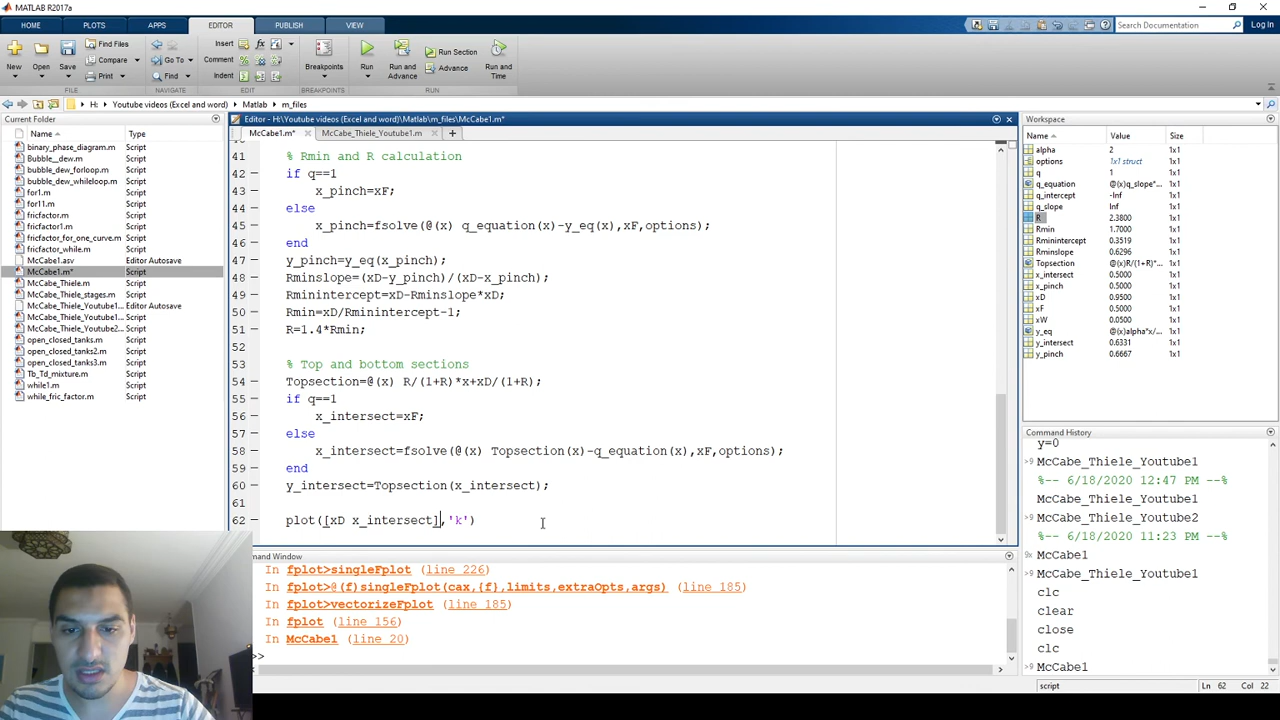 MATLAB R2017a
HOME PLOTS APPS EDITOR PUBLISH VIEW
Search Documentation Log In
New Open Save Find Files Compare Print Go To Find Insert Comment Indent fx Breakpoints Run Run and Advance Run Section Advance Run and Time
FILE NAVIGATE EDIT BREAKPOINTS RUN
H: Youtube videos (Excel and word) Matlab m_files
Current Folder
Name Type
binary_phase_diagram.m Script
Bubble__dew.m Script
bubble_dew_forloop.m Script
bubble_dew_whileloop.m Script
for1.m Script
for11.m Script
fricfactor.m Script
fricfactor1.m Script
fricfactor_for_one_curve.m Script
fricfactor_while.m Script
McCabe1.asv Editor Autosave
McCabe1.m* Script
McCabe_Thiele.m Script
McCabe_Thiele_stages.m Script
McCabe_Thiele_Youtube1... Editor Autosave
McCabe_Thiele_Youtube1... Script
McCabe_Thiele_Youtube2... Script
open_closed_tanks.m Script
open_closed_tanks2.m Script
open_closed_tanks3.m Script
Tb_Td_mixture.m Script
while1.m Script
while_fric_factor.m Script
Editor - H:\Youtube videos (Excel and word)\Matlab\m_files\McCabe1.m*
McCabe1.m* McCabe_Thiele_Youtube1.m
41 % Rmin and R calculation
42 if q==1
43 x_pinch=xF;
44 else
45 x_pinch=fsolve(@(x) q_equation(x)-y_eq(x),xF,options);
46 end
47 y_pinch=y_eq(x_pinch);
48 Rminslope=(xD-y_pinch)/(xD-x_pinch);
49 Rminintercept=xD-Rminslope*xD;
50 Rmin=xD/Rminintercept-1;
51 R=1.4*Rmin;
52
53 % Top and bottom sections
54 Topsection=@(x) R/(1+R)*x+xD/(1+R);
55 if q==1
56 x_intersect=xF;
57 else
58 x_intersect=fsolve(@(x) Topsection(x)-q_equation(x),xF,options);
59 end
60 y_intersect=Topsection(x_intersect);
61
62 plot([xD x_intersect],'k')
mand Window
In fplot>singleFplot (line 226)
In fplot>@(f)singleFplot(cax,{f},limits,extraOpts,args) (line 185)
In fplot>vectorizeFplot (line 185)
In fplot (line 156)
In McCabe1 (line 20)
>>
Workspace
Name Value Size
alpha 2 1x1
options 1x1 struct 1x1
q 1 1x1
q_equation @(x)q_slope*... 1x1
q_intercept -Inf 1x1
q_slope Inf 1x1
R 2.3800 1x1
Rmin 1.7000 1x1
Rminintercept 0.3519 1x1
Rminslope 0.6296 1x1
Topsection @(x)R/(1+R)*... 1x1
x_intersect 0.5000 1x1
x_pinch 0.5000 1x1
xD 0.9500 1x1
xF 0.5000 1x1
xW 0.0500 1x1
y_eq @(x)alpha*x/... 1x1
y_intersect 0.6331 1x1
y_pinch 0.6667 1x1
Command History
y=0
McCabe_Thiele_Youtube1
%-- 6/18/2020 12:47 PM --%
McCabe_Thiele_Youtube1
McCabe_Thiele_Youtube2
%-- 6/18/2020 11:23 PM --%
9x McCabe1
McCabe_Thiele_Youtube1
clc
clear
close
clc
McCabe1
script Ln 62 Col 22